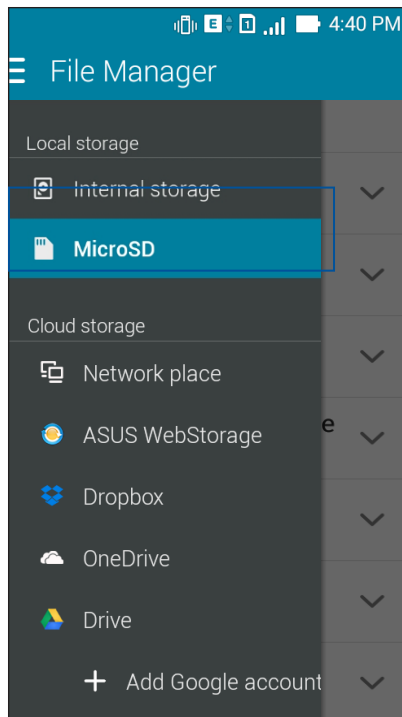 E 1 4:40 PM
File Manager
Local storage
Internal storage
MicroSD
Cloud storage
Network place
ASUS WebStorage
e
Dropbox
OneDrive
Drive
+ Add Google account